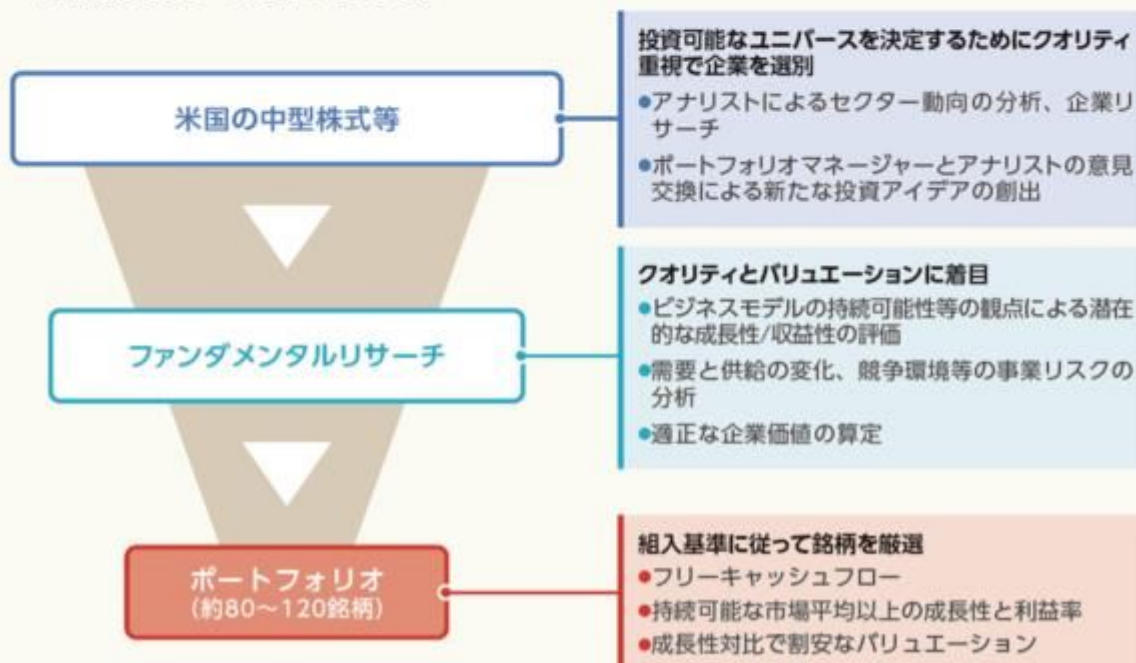 米国の中型株式等
投資可能なユニバースを決定するためにクオリティ
重視で企業を選別
●アナリストによるセクター動向の分析、企業リ
サーチ
●ポートフォリオマネージャーとアナリストの意見
交換による新たな投資アイデアの創出
ファンダメンタルリサーチ
クオリティとバリュエーションに着目
●ビジネスモデルの持続可能性等の観点による潜在
的な成長性/収益性の評価
●需要と供給の変化、競争環境等の事業リスクの
分析
●適正な企業価値の算定
ポートフォリオ
(約80～120銘柄)
組入基準に従って銘柄を厳選
●フリーキャッシュフロー
●持続可能な市場平均以上の成長性と利益率
●成長性対比で割安なバリュエーション